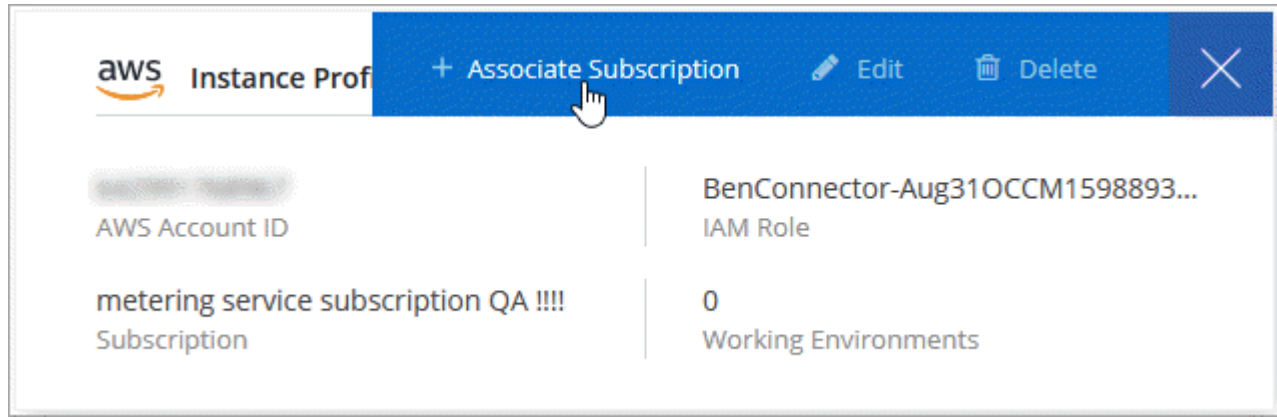 aws Instance Prof
+ Associate Subscription Edit Delete
AWS Account ID
BenConnector-Aug31OCCM1598893...
IAM Role
metering service subscription QA !!!!
Subscription
0
Working Environments